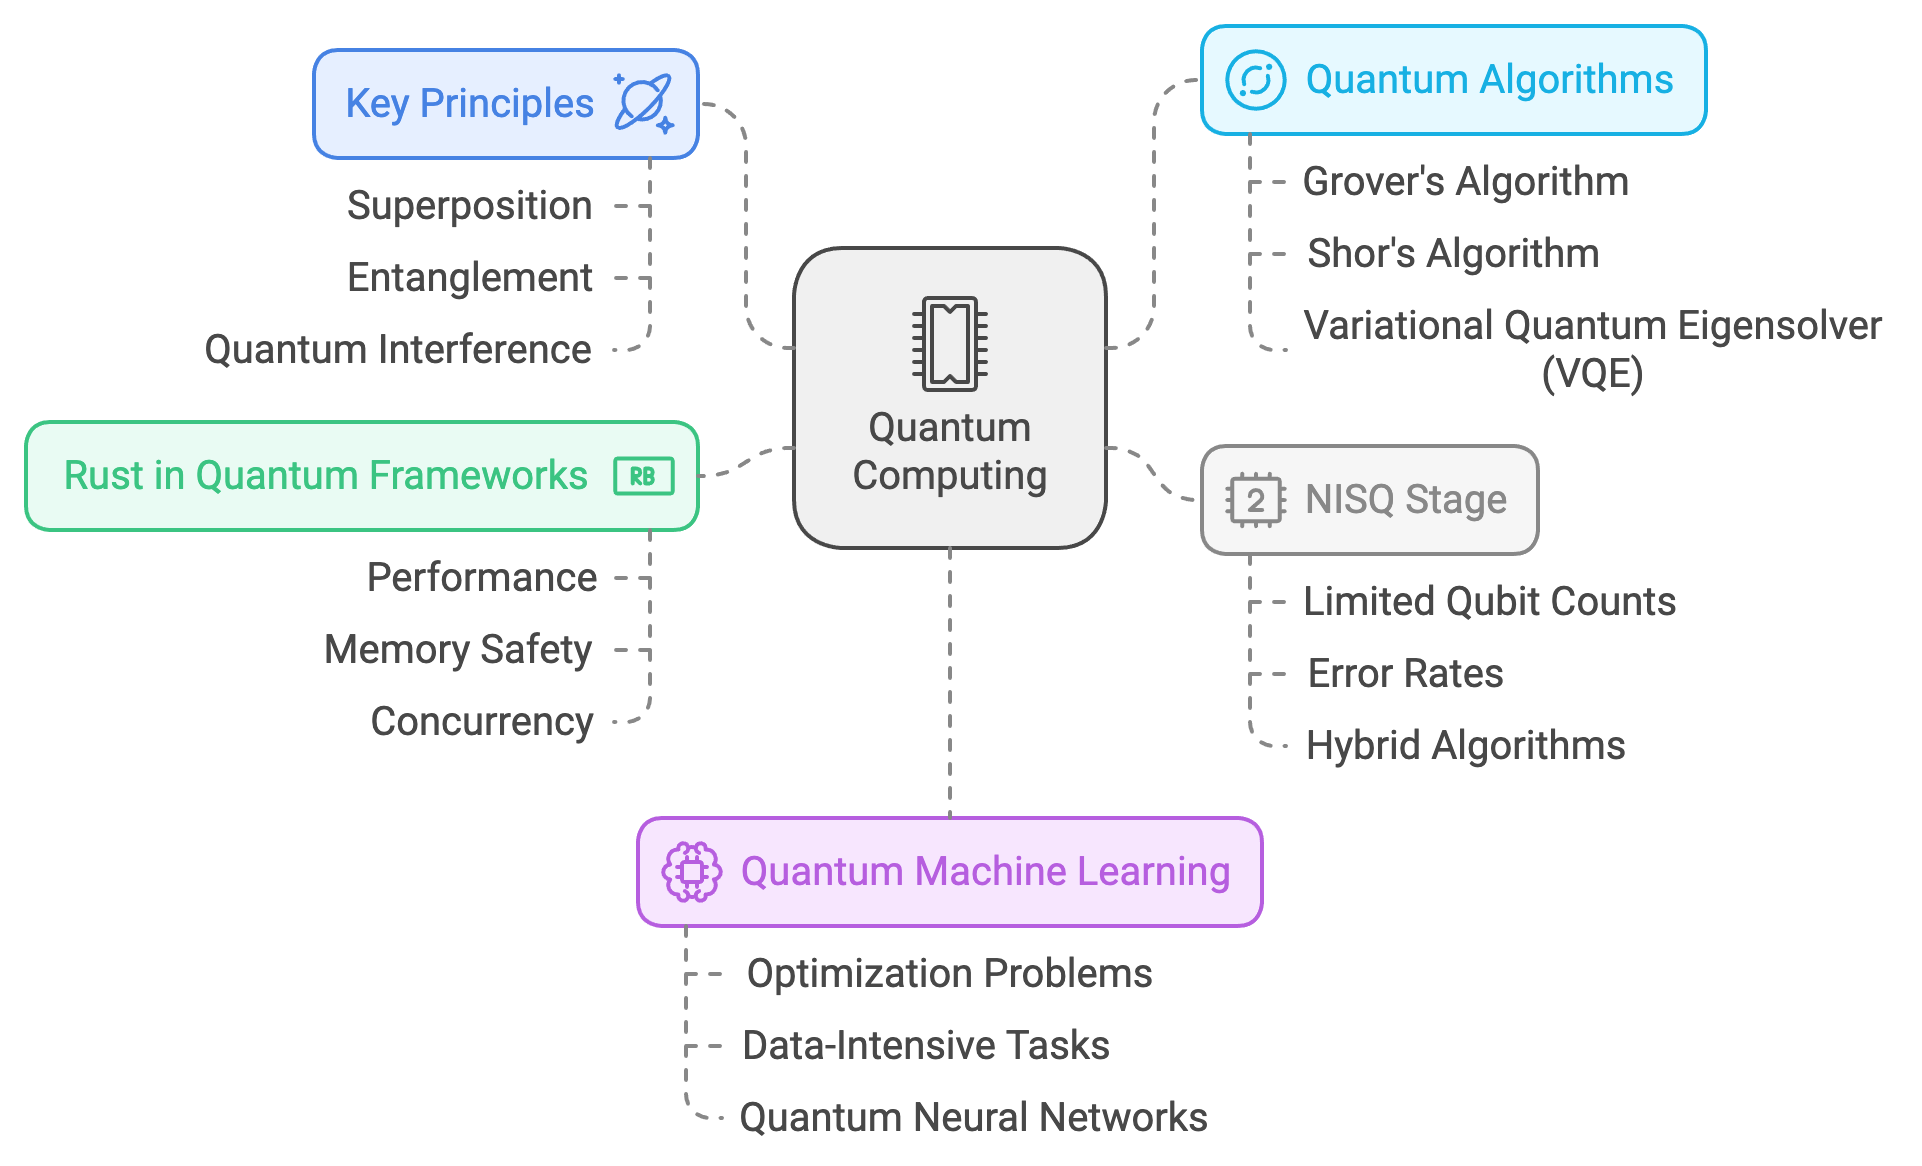 Key Principles
Superposition
Entanglement
Quantum Interference
Rust in Quantum Frameworks
RB
Performance
Memory Safety
Concurrency
Quantum
Computing
Quantum Algorithms
Grover's Algorithm
Shor's Algorithm
Variational Quantum Eigensolver
(VQE)
2
NISQ Stage
Limited Qubit Counts
Error Rates
Hybrid Algorithms
Quantum Machine Learning
Optimization Problems
Data-Intensive Tasks
Quantum Neural Networks